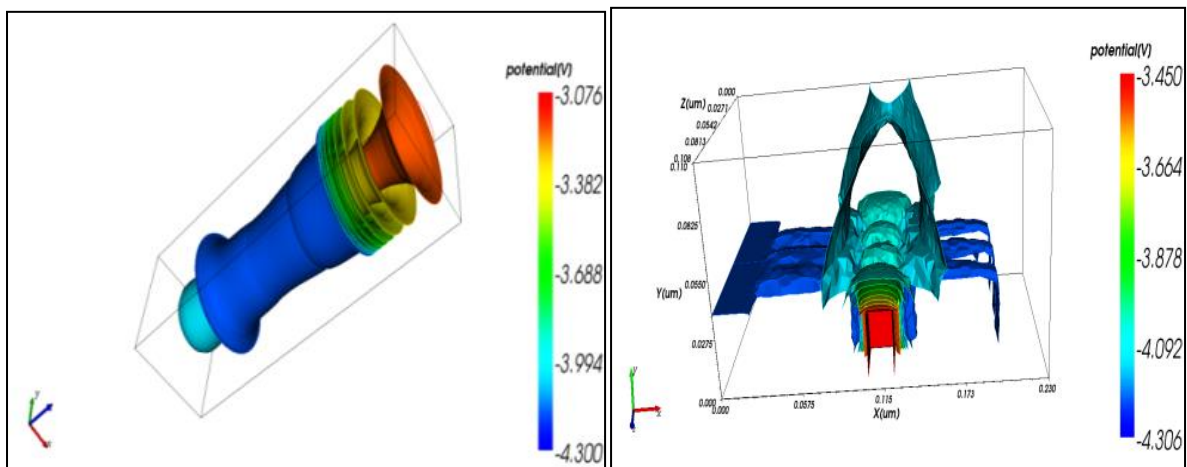 potential(V)
-3.076
-3.382
-3.688
-3.994
-4.300
y
x
potential(V)
-3.450
-3.664
-3.878
-4.092
-4.306
Z(um)
0.000
0.0271
0.0542
0.0813
0.108
0.110
0.0825
0.0550
0.0275
0.000
Y(um)
0.000
0.0575
0.115
0.173
0.230
X(um)
y
x